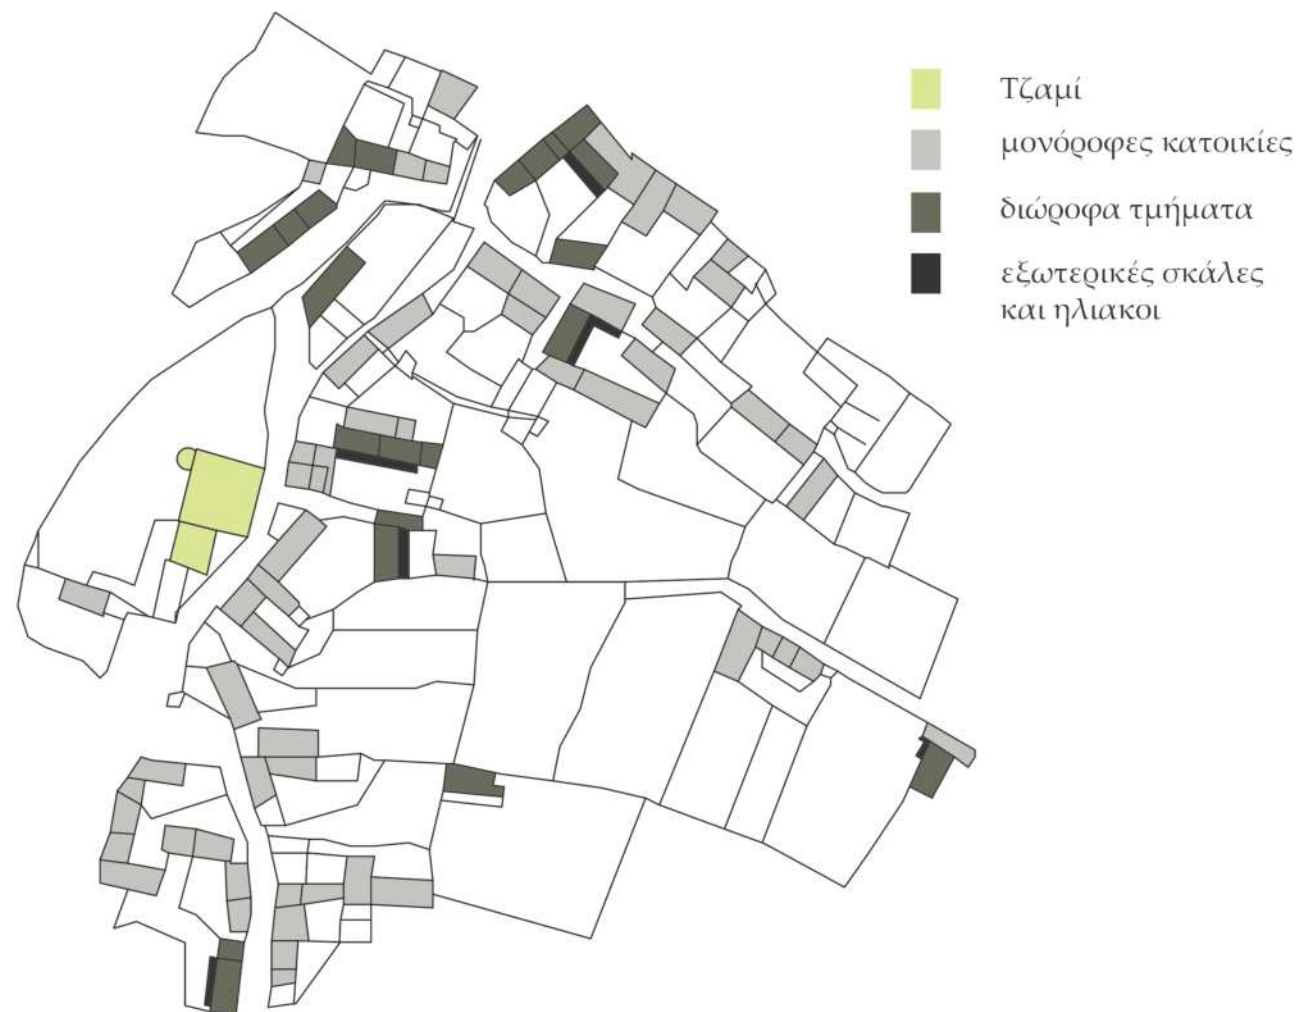 Τζαμί
μονόροφες κατοικίες
διώροφα τμήματα
εξωτερικές σκάλες
και ηλιακοι